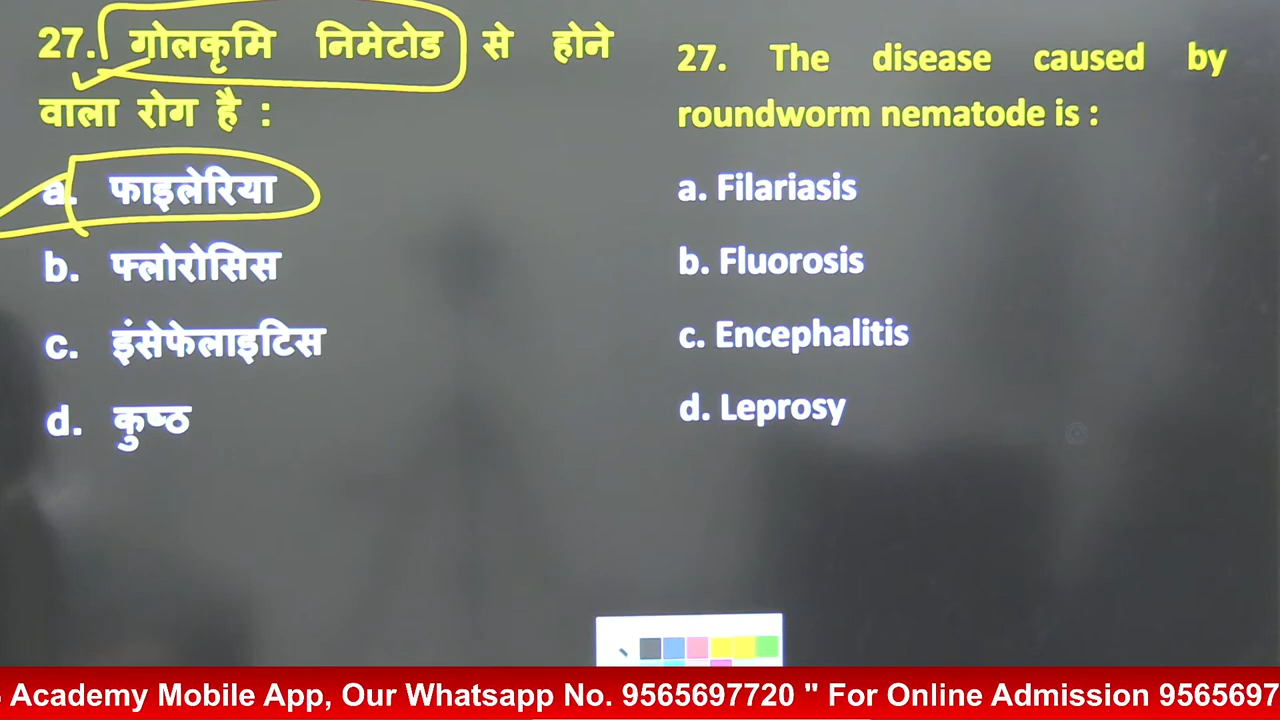 27. गोलकृमि निमेटोड से होने
वाला रोग है :
a. फाइलेरिया
b. फ्लोरोसिस
c. इंसेफेलाइटिस
d. कुष्ठ
27. The disease caused by
roundworm nematode is :
a. Filariasis
b. Fluorosis
c. Encephalitis
d. Leprosy
Academy Mobile App, Our Whatsapp No. 9565697720 " For Online Admission 9565697